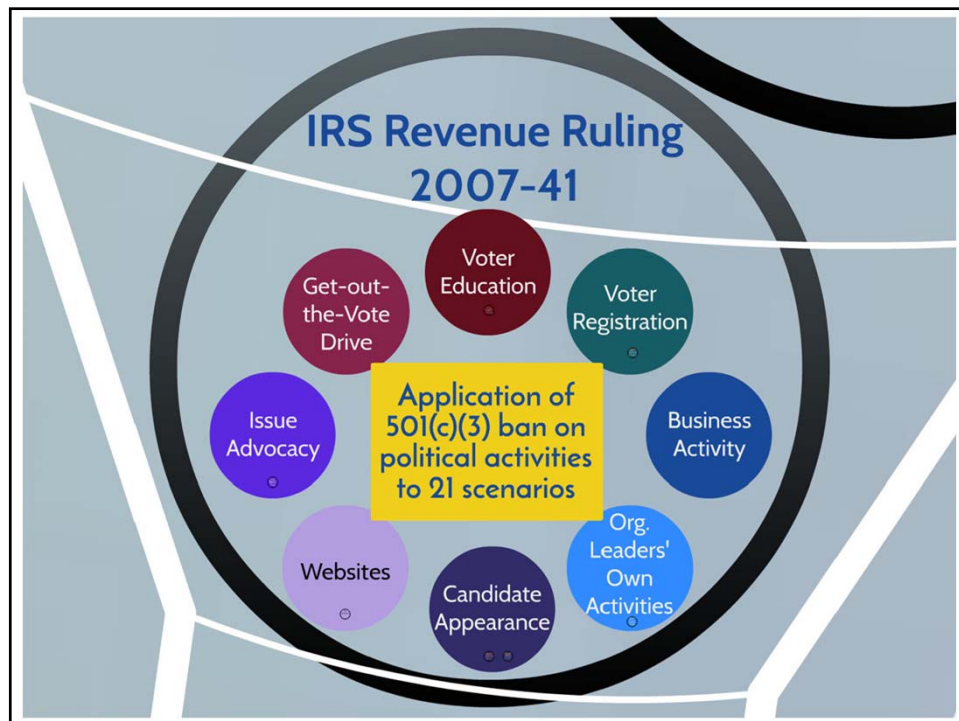 IRS Revenue Ruling
2007-41
Voter
Education
Get-out-
the-Vote
Drive
Voter
Registration
Application of
501(c)(3) ban on
political activities
to 21 scenarios
Issue
Advocacy
Business
Activity
Websites
Candidate
Appearance
Org.
Leaders'
Own
Activities